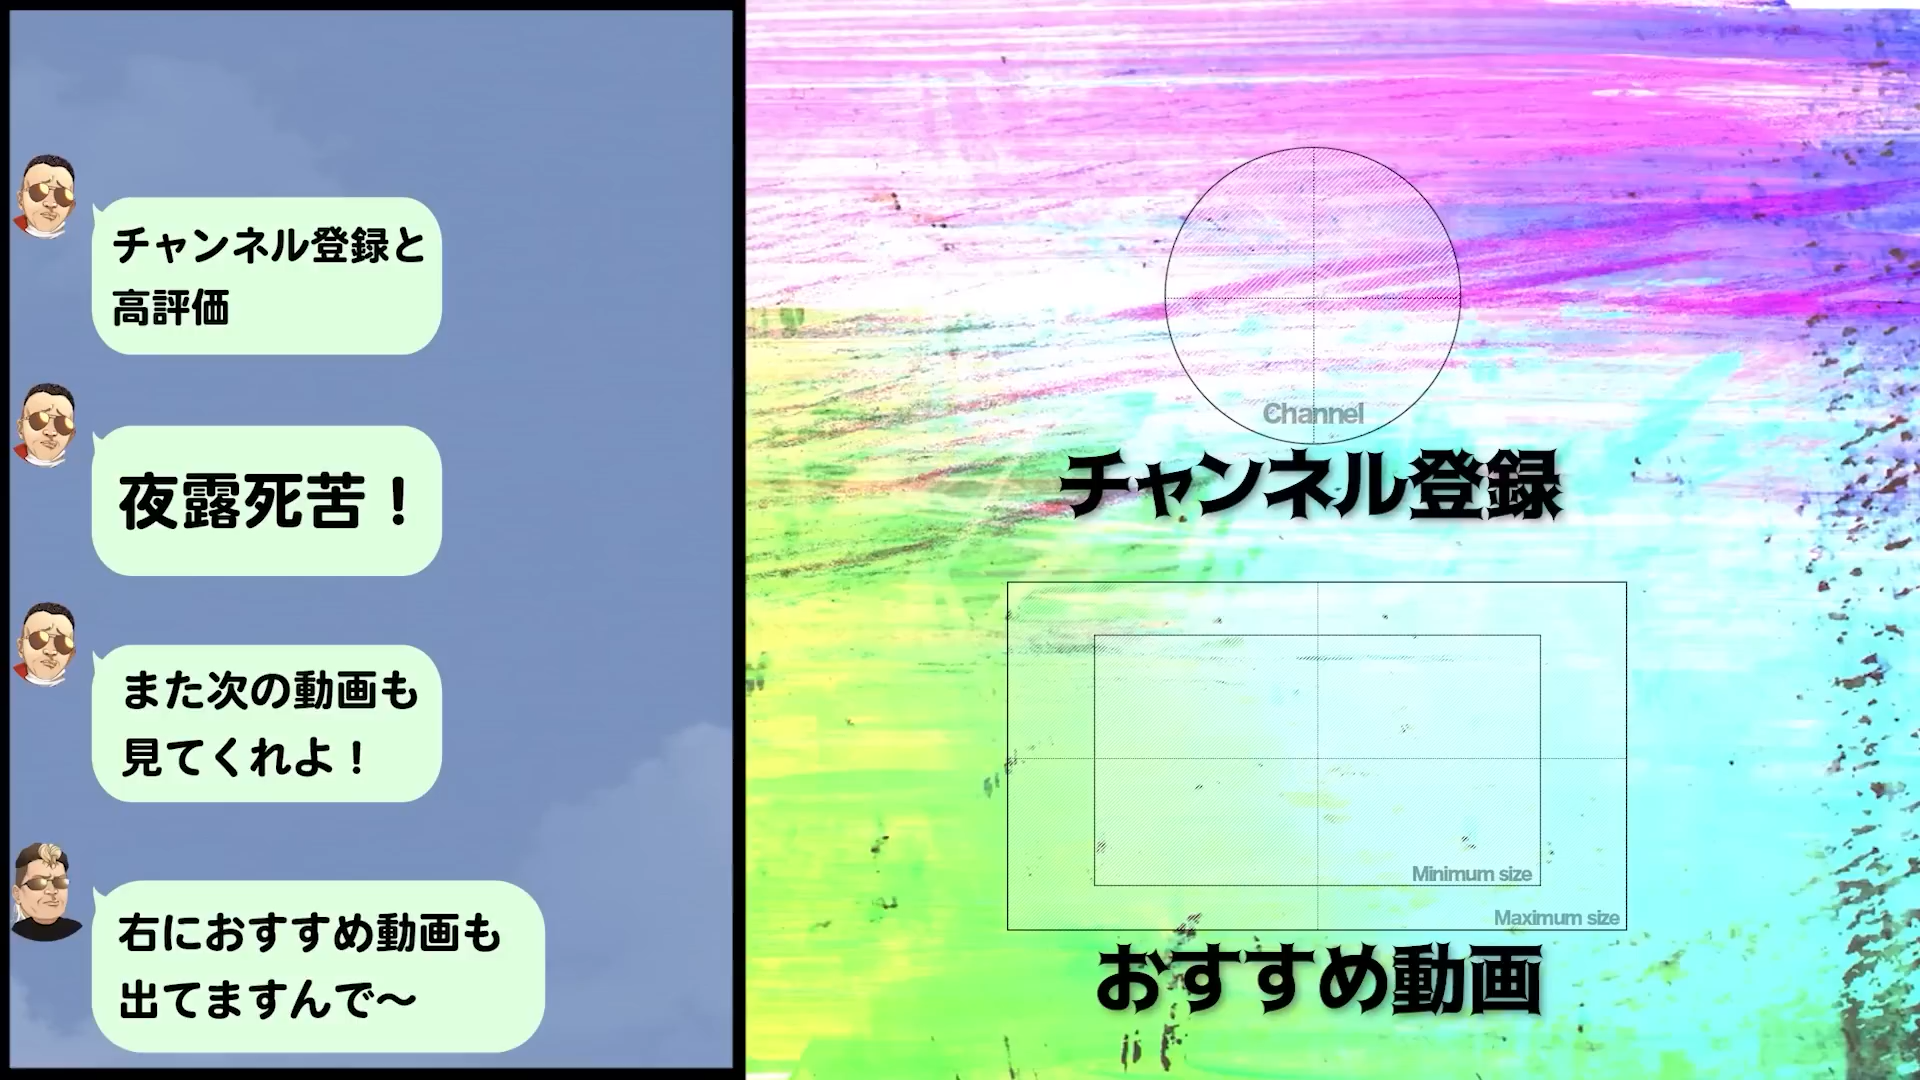 チャンネル登録と
高評価
夜露死苦！
また次の動画も
見てくれよ！
右におすすめ動画も
出てますんで〜
Channel
チャンネル登録
Minimum size
Maximum size
おすすめ動画